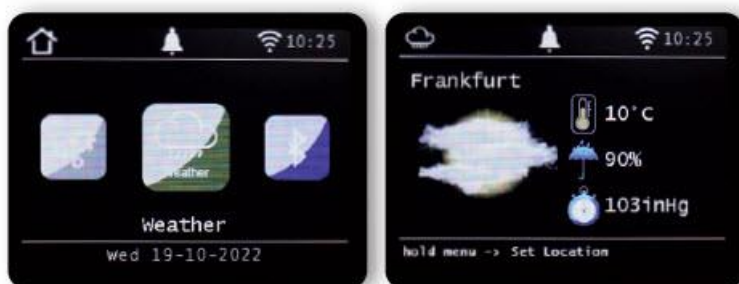 10:25
Weather
Weather
Wed 19-10-2022
10:25
Frankfurt
10°C
90%
103inHg
hold menu -> Set Location